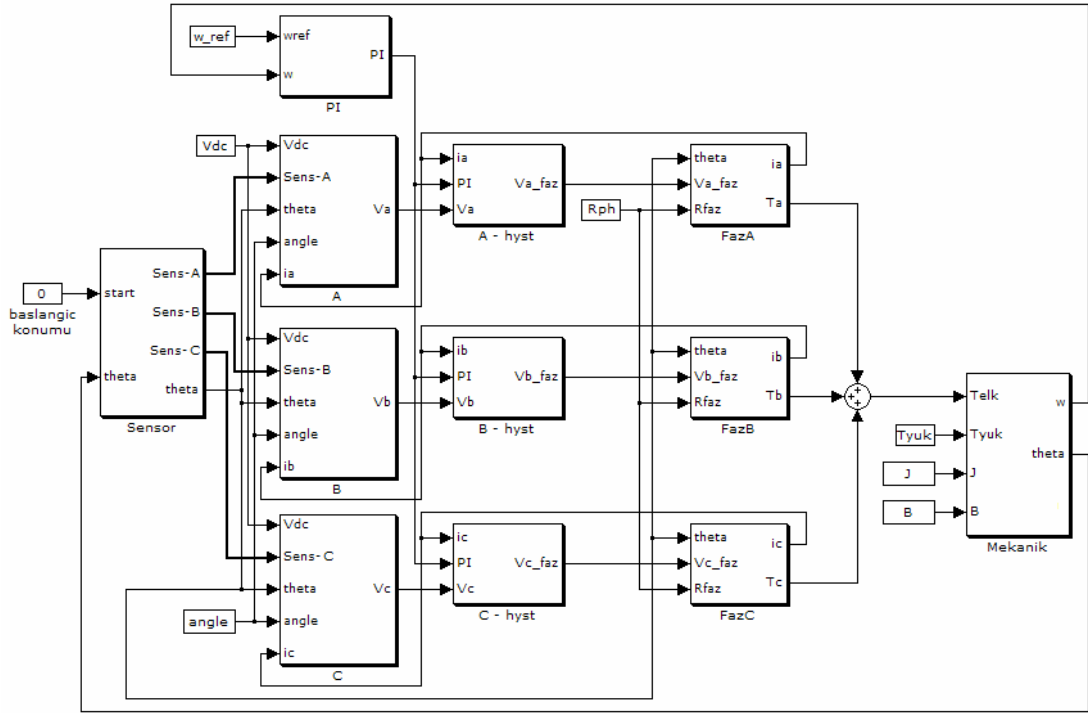 w_ref
wref
w
PI
PI
Vdc
Vdc
Sens-A
theta
angle
ia
Va
A
ia
PI
Va
Va_faz
A - hyst
Rph
theta
Va_faz
Rfaz
ia
Ta
FazA
0
baslangic
konumu
start
theta
Sens-A
Sens-B
Sens-C
theta
Sensor
Vdc
Sens-B
theta
angle
ib
Vb
B
ib
PI
Vb
Vb_faz
B - hyst
theta
Vb_faz
Rfaz
ib
Tb
FazB
+
+
+
Tyuk
J
B
Telk
Tyuk
J
B
w
theta
Mekanik
angle
Vdc
Sens-C
theta
angle
ic
Vc
C
ic
PI
Vc
Vc_faz
C - hyst
theta
Vc_faz
Rfaz
ic
Tc
FazC